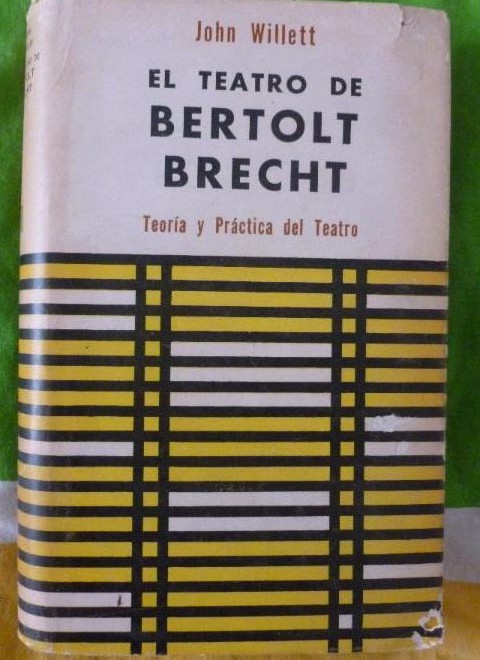 John Willett
EL TEATRO DE
BERTOLT
BRECHT
Teoría y Práctica del Teatro